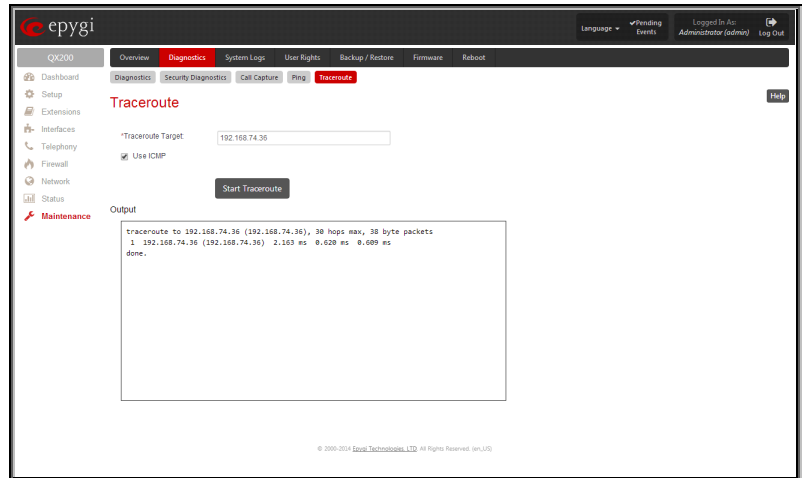 epygi
Language
Pending Events
Logged In As:
Administrator (admin)
Log Out
QX200
Overview
Diagnostics
System Logs
User Rights
Backup / Restore
Firmware
Reboot
Dashboard
Setup
Extensions
Interfaces
Telephony
Firewall
Network
Status
Maintenance
Diagnostics
Security Diagnostics
Call Capture
Ping
Traceroute
Help
Traceroute
*Traceroute Target: 192.168.74.36
Use ICMP
Start Traceroute
Output
traceroute to 192.168.74.36 (192.168.74.36), 30 hops max, 38 byte packets
1 192.168.74.36 (192.168.74.36) 2.163 ms 0.620 ms 0.609 ms
done.
© 2000-2014 Epygi Technologies, LTD. All Rights Reserved. (en_US)